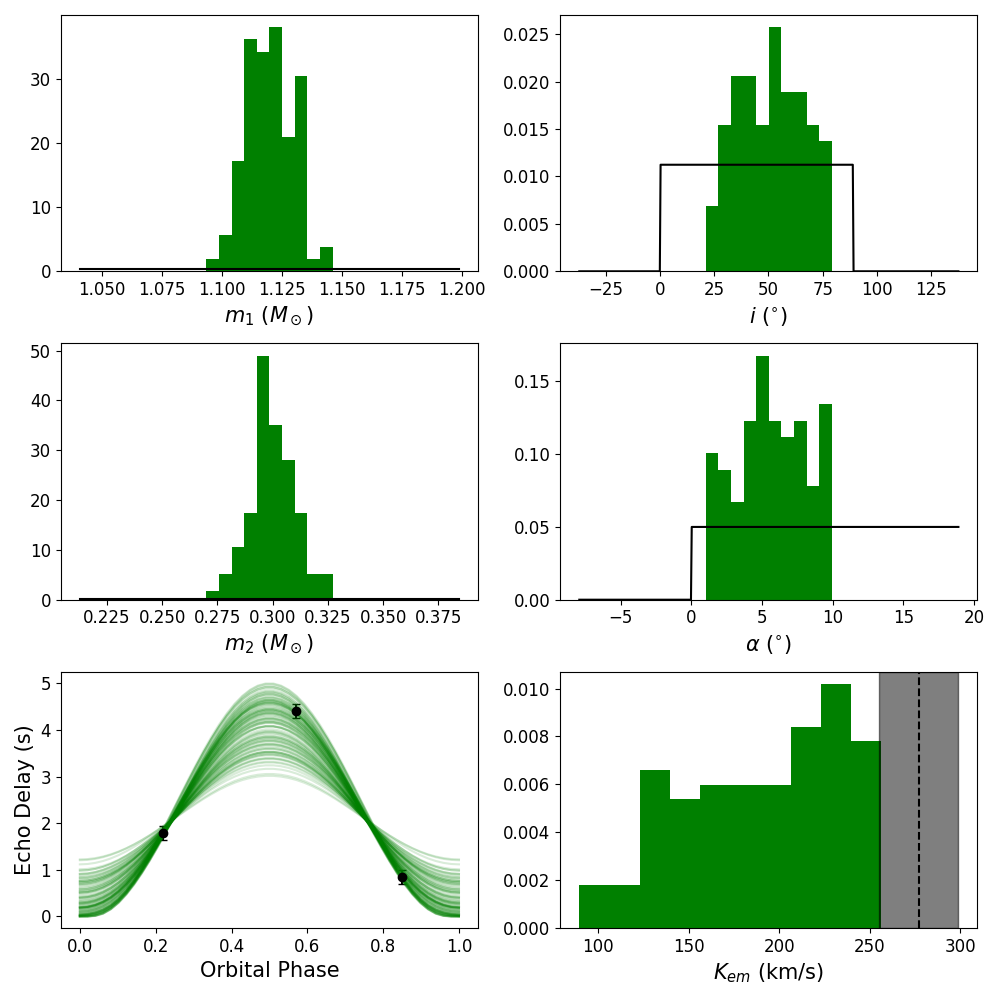 30
20
10
0
1.050 1.075 1.100 1.125 1.150 1.175 1.200
m₁ (M⊙)
0.025
0.020
0.015
0.010
0.005
0.000
−25 0 25 50 75 100 125
i (°)
50
40
30
20
10
0
0.225 0.250 0.275 0.300 0.325 0.350 0.375
m₂ (M⊙)
0.15
0.10
0.05
0.00
−5 0 5 10 15 20
α (°)
Echo Delay (s)
5
4
3
2
1
0
0.0 0.2 0.4 0.6 0.8 1.0
Orbital Phase
0.010
0.008
0.006
0.004
0.002
0.000
100 150 200 250 300
Kₑₘ (km/s)